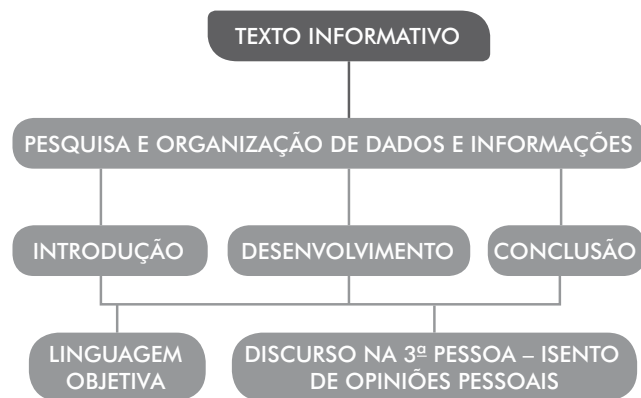 TEXTO INFORMATIVO
PESQUISA E ORGANIZAÇÃO DE DADOS E INFORMAÇÕES
INTRODUÇÃO
DESENVOLVIMENTO
CONCLUSÃO
LINGUAGEM
OBJETIVA
DISCURSO NA 3ª PESSOA – ISENTO
DE OPINIÕES PESSOAIS